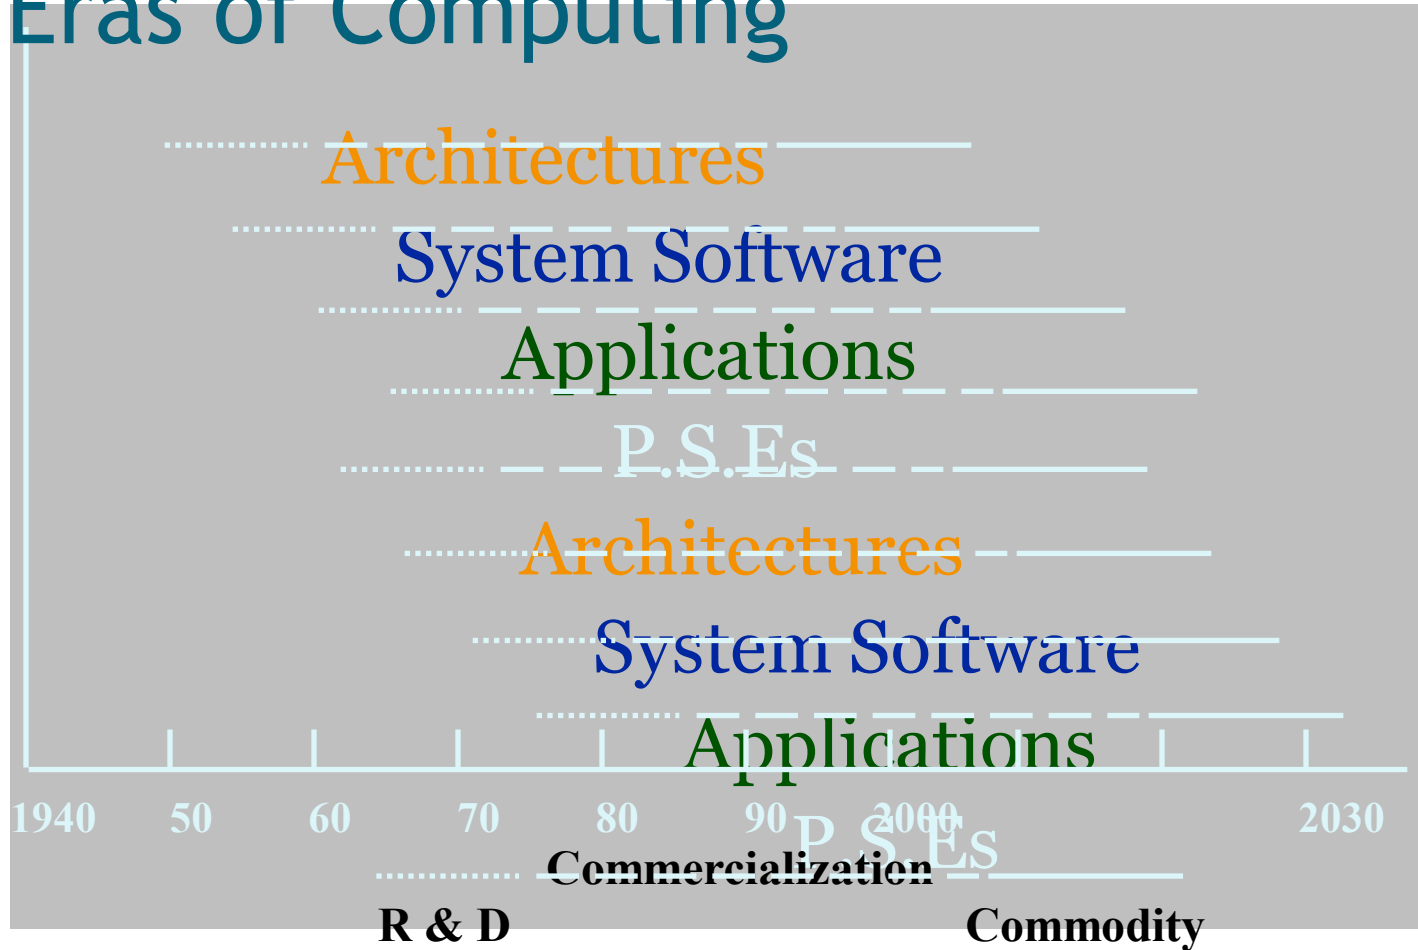 Eras of Computing
Architectures
System Software
Applications
P.S.Es
Architectures
System Software
Applications
1940 50 60 70 80 90 2000 2030
P.S.Es
Commercialization
R & D Commodity